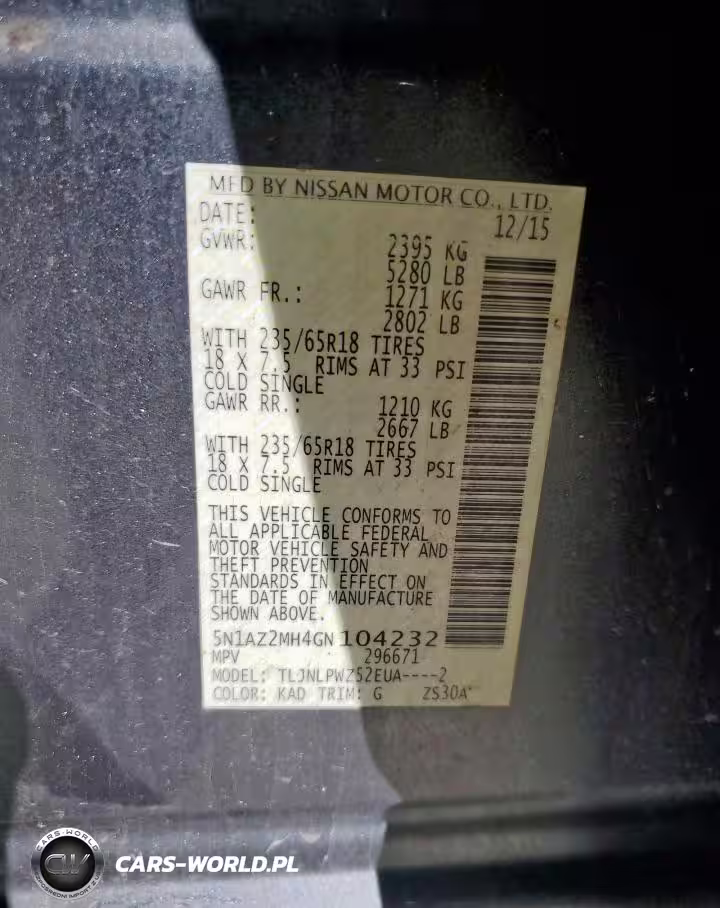 MFD BY NISSAN MOTOR CO., LTD.
DATE: 12/15
GVWR: 2395 KG
5280 LB
GAWR FR.: 1271 KG
2802 LB
WITH 235/65R18 TIRES
18 X 7.5 RIMS AT 33 PSI
COLD SINGLE
GAWR RR.: 1210 KG
2667 LB
WITH 235/65R18 TIRES
18 X 7.5 RIMS AT 33 PSI
COLD SINGLE
THIS VEHICLE CONFORMS TO
ALL APPLICABLE FEDERAL
MOTOR VEHICLE SAFETY AND
THEFT PREVENTION
STANDARDS IN EFFECT ON
THE DATE OF MANUFACTURE
SHOWN ABOVE.
5N1AZ2MH4GN104232
MPV 296671
MODEL: TLJNLPWZ52EUA----2
COLOR: KAD TRIM: G ZS30A
CARS-WORLD
CARS-WORLD.PL